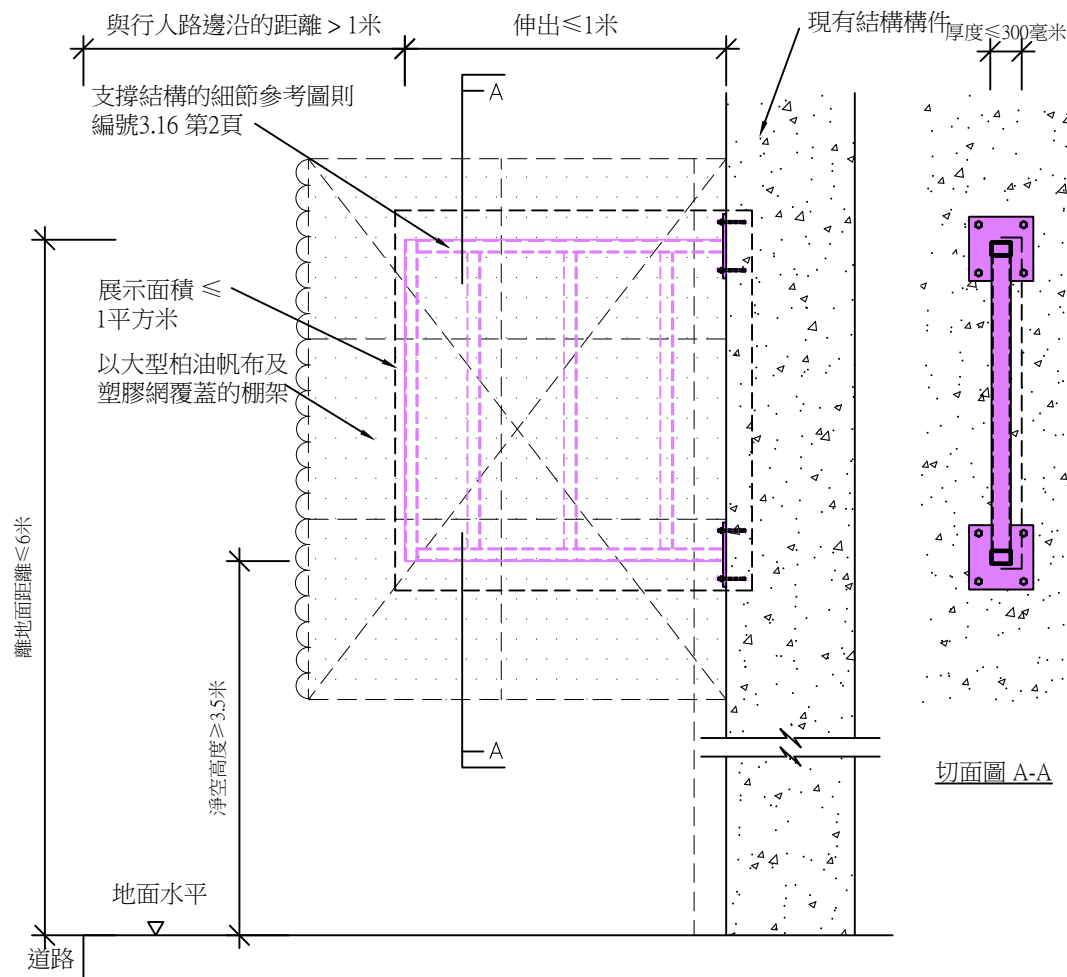 與行人路邊沿的距離 > 1米
伸出≤1米
現有結構構件
厚度≤300毫米
A
支撐結構的細節參考圖則
編號3.16 第2頁
展示面積 ≤
1平方米
以大型柏油帆布及
塑膠網覆蓋的棚架
離地面距離≤6米
淨空高度≥3.5米
A
切面圖 A-A
地面水平
道路